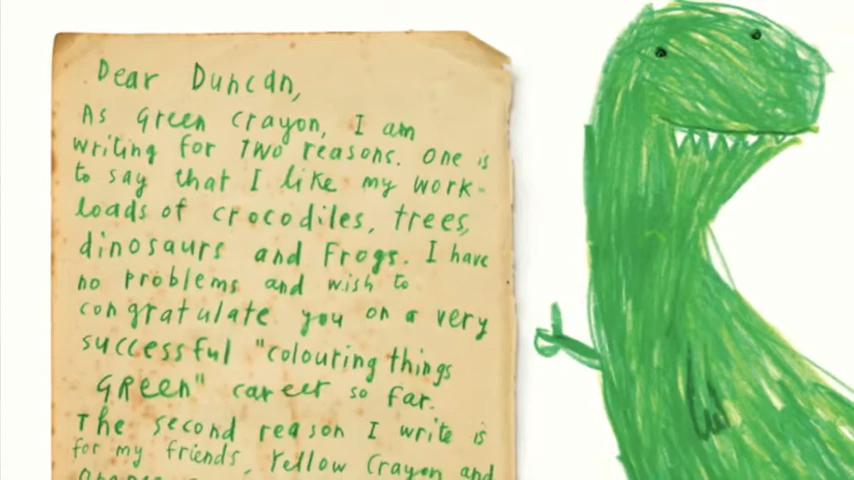 Dear Duncan,
As Green Crayon, I am
writing for two reasons. One is
to say that I like my work-
loads of crocodiles, trees,
dinosaurs and frogs. I have
no problems and wish to
congratulate you on a very
successful "colouring things
GReen" career so far.
The second reason I write is
for my friends, Yellow Crayon and